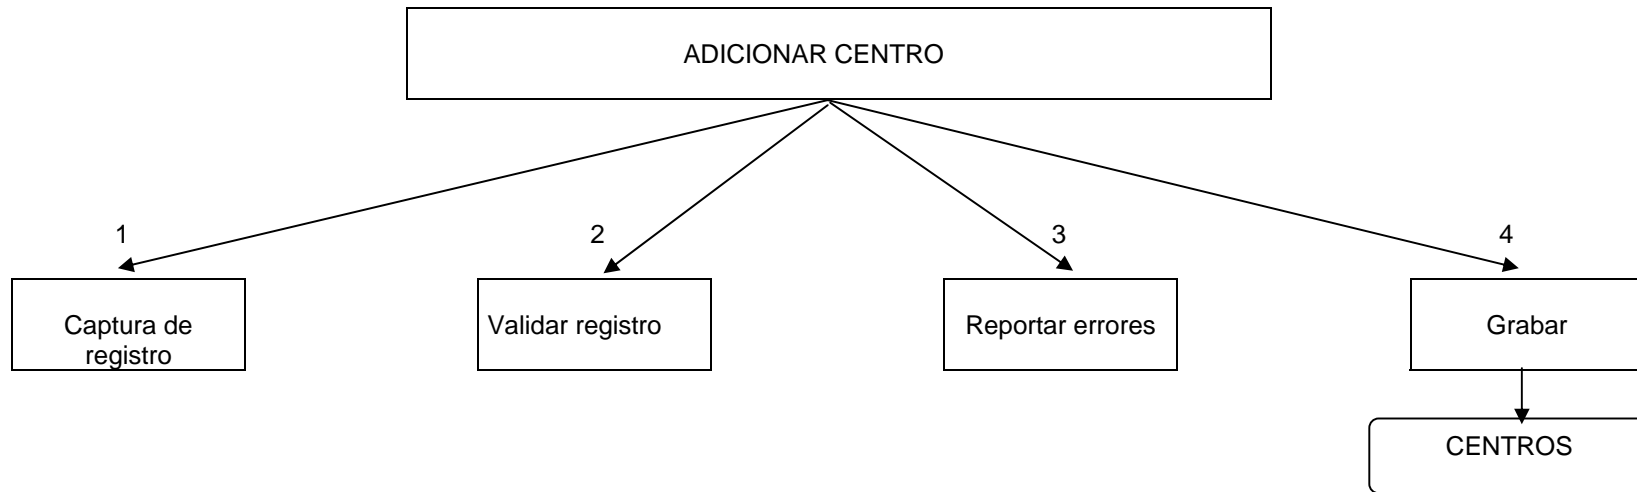 ADICIONAR CENTRO
1
2
3
4
Captura de
registro
Validar registro
Reportar errores
Grabar
CENTROS